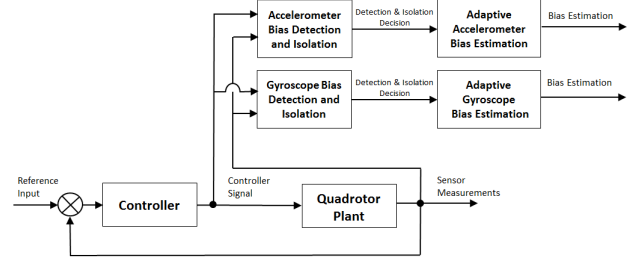 Accelerometer
Bias Detection
and Isolation
Detection & Isolation
Decision
Adaptive
Accelerometer
Bias Estimation
Bias Estimation
Gyroscope Bias
Detection and
Isolation
Detection & Isolation
Decision
Adaptive
Gyroscope
Bias Estimation
Bias Estimation
Reference
Input
Controller
Controller
Signal
Quadrotor
Plant
Sensor
Measurements